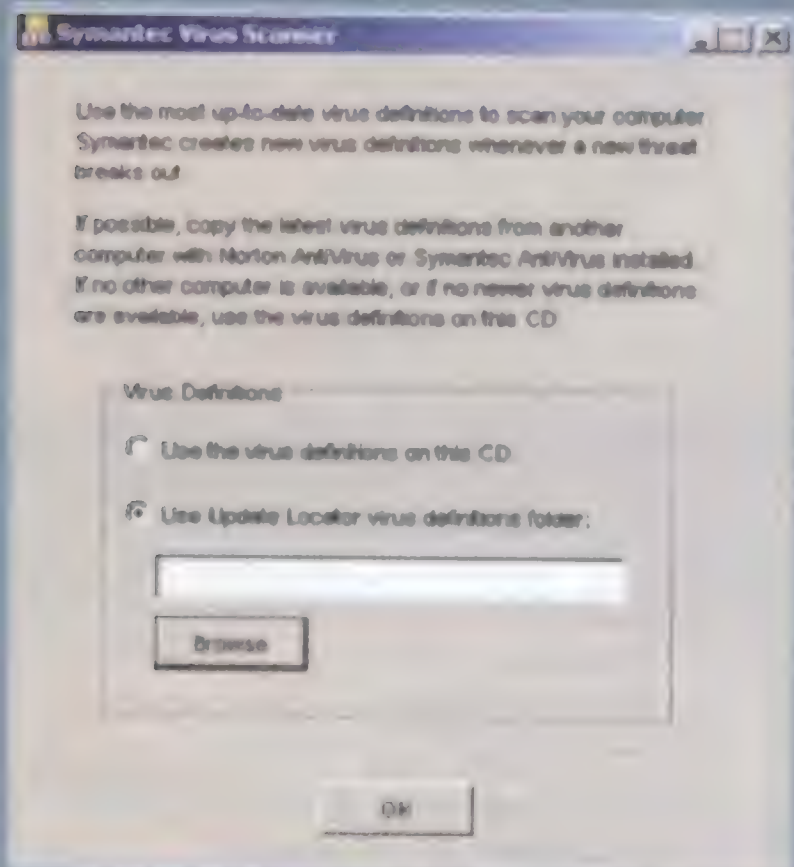 Symantec Virus Scanner
Use the most up-to-date virus definitions to scan your computer.
Symantec creates new virus definitions whenever a new threat
breaks out.
If possible, copy the latest virus definitions from another
computer with Norton AntiVirus or Symantec AntiVirus installed.
If no other computer is available, or if no newer virus definitions
are available, use the virus definitions on this CD
Virus Definitions
Use the virus definitions on this CD
Use Update Locator virus definitions folder:
Browse
OK